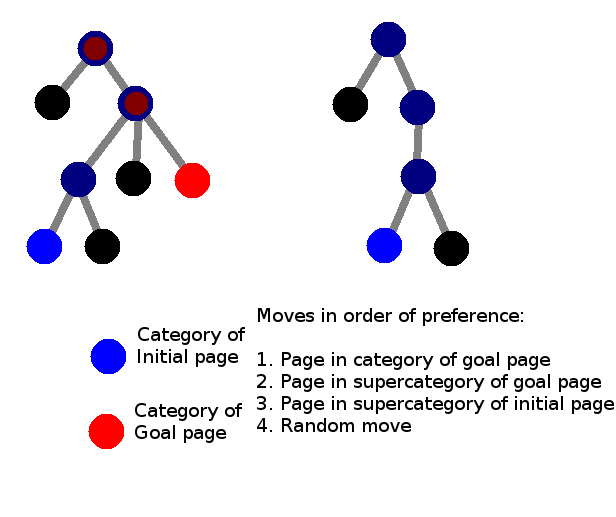 Category of
Initial page
Category of
Goal page
Moves in order of preference:
1. Page in category of goal page
2. Page in supercategory of goal page
3. Page in supercategory of initial page
4. Random move